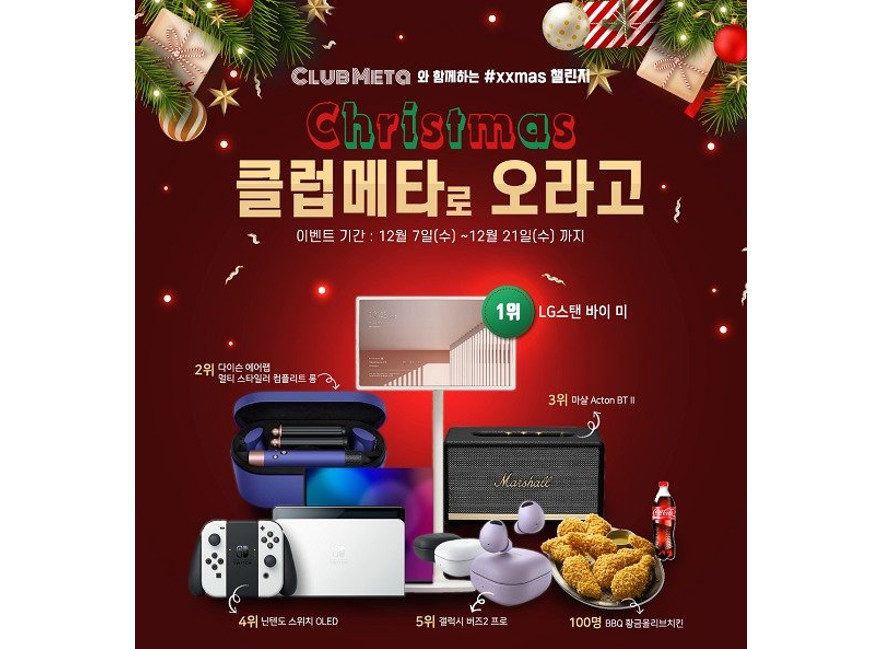 CLUBMETA 와 함께하는 #xxmas 챌린지
Christmas
클럽메타로 오라고
이벤트 기간 : 12월 7일(수) ~12월 21일(수) 까지
1위 LG스탠 바이 미
2위 다이슨 에어랩
멀티 스타일러 컴플리트 롱
3위 마샬 Acton BT II
Marshall
Coca-Cola
4위 닌텐도 스위치 OLED
5위 갤럭시 버즈2 프로
100명 BBQ 황금올리브치킨